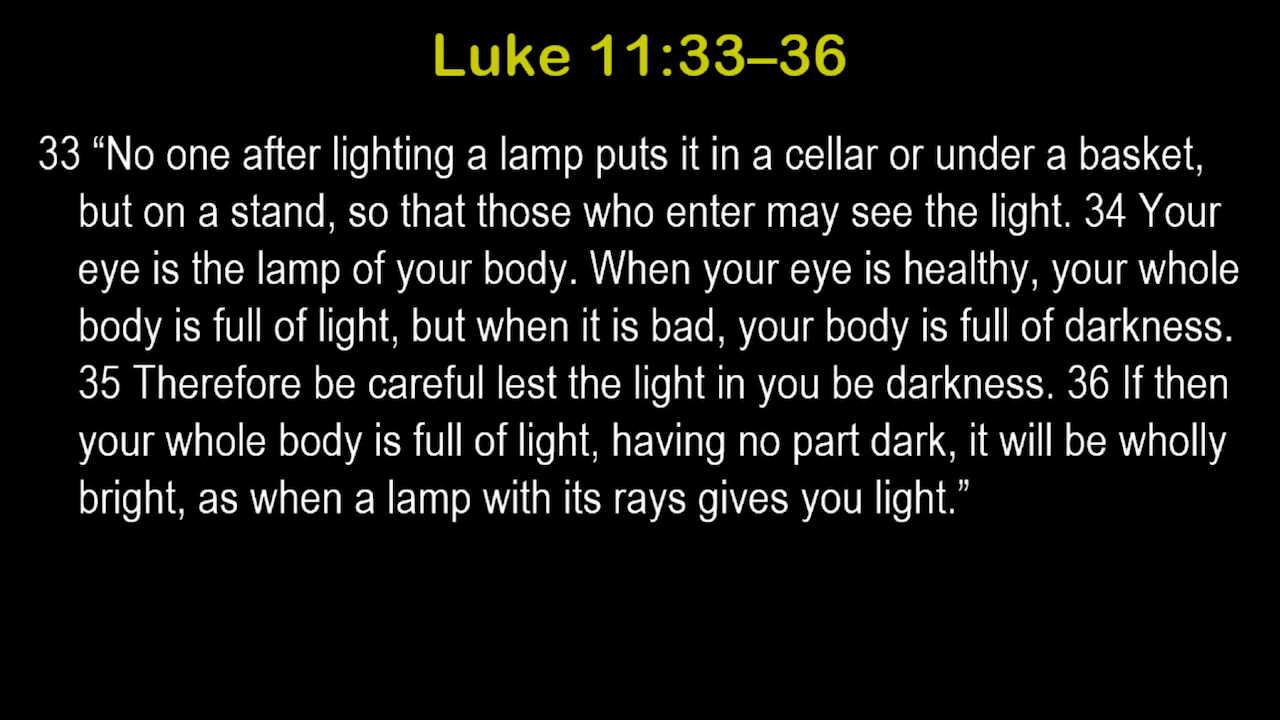 Luke 11:33–36
33 “No one after lighting a lamp puts it in a cellar or under a basket,
but on a stand, so that those who enter may see the light. 34 Your
eye is the lamp of your body. When your eye is healthy, your whole
body is full of light, but when it is bad, your body is full of darkness.
35 Therefore be careful lest the light in you be darkness. 36 If then
your whole body is full of light, having no part dark, it will be wholly
bright, as when a lamp with its rays gives you light.”